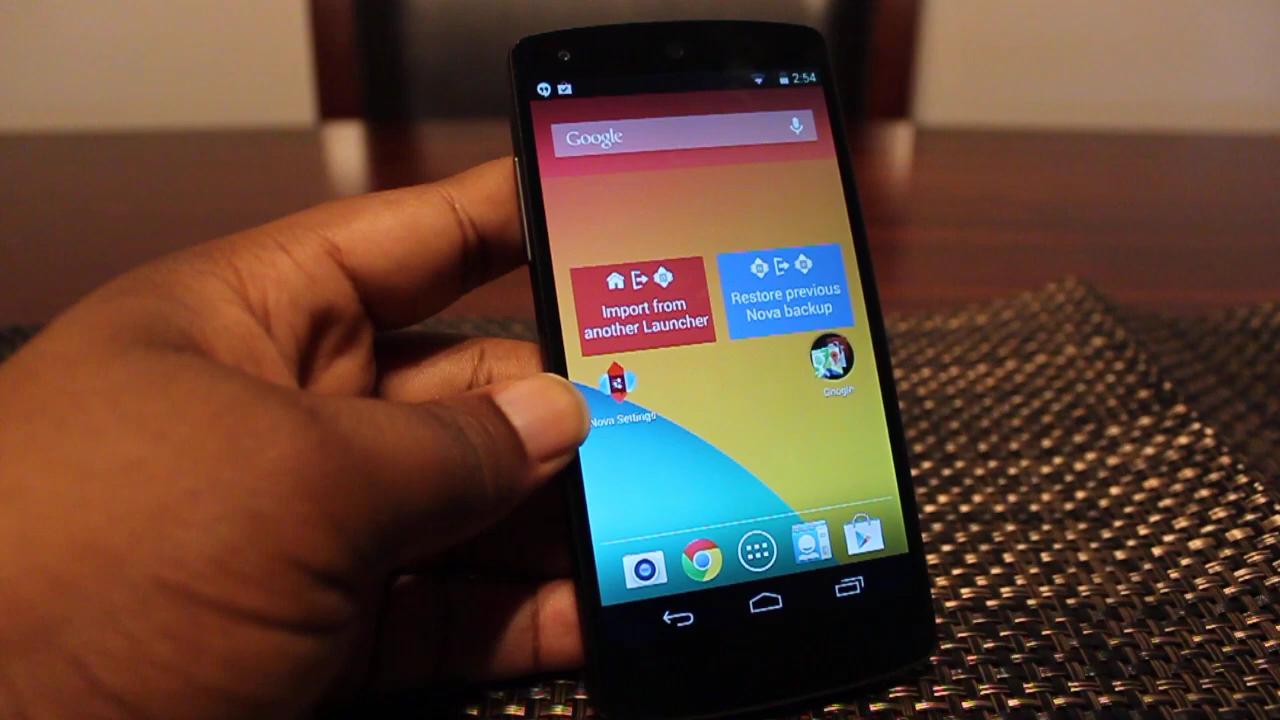 2:54
Google
Import from
another Launcher
Restore previous
Nova backup
Nova Settings
Google